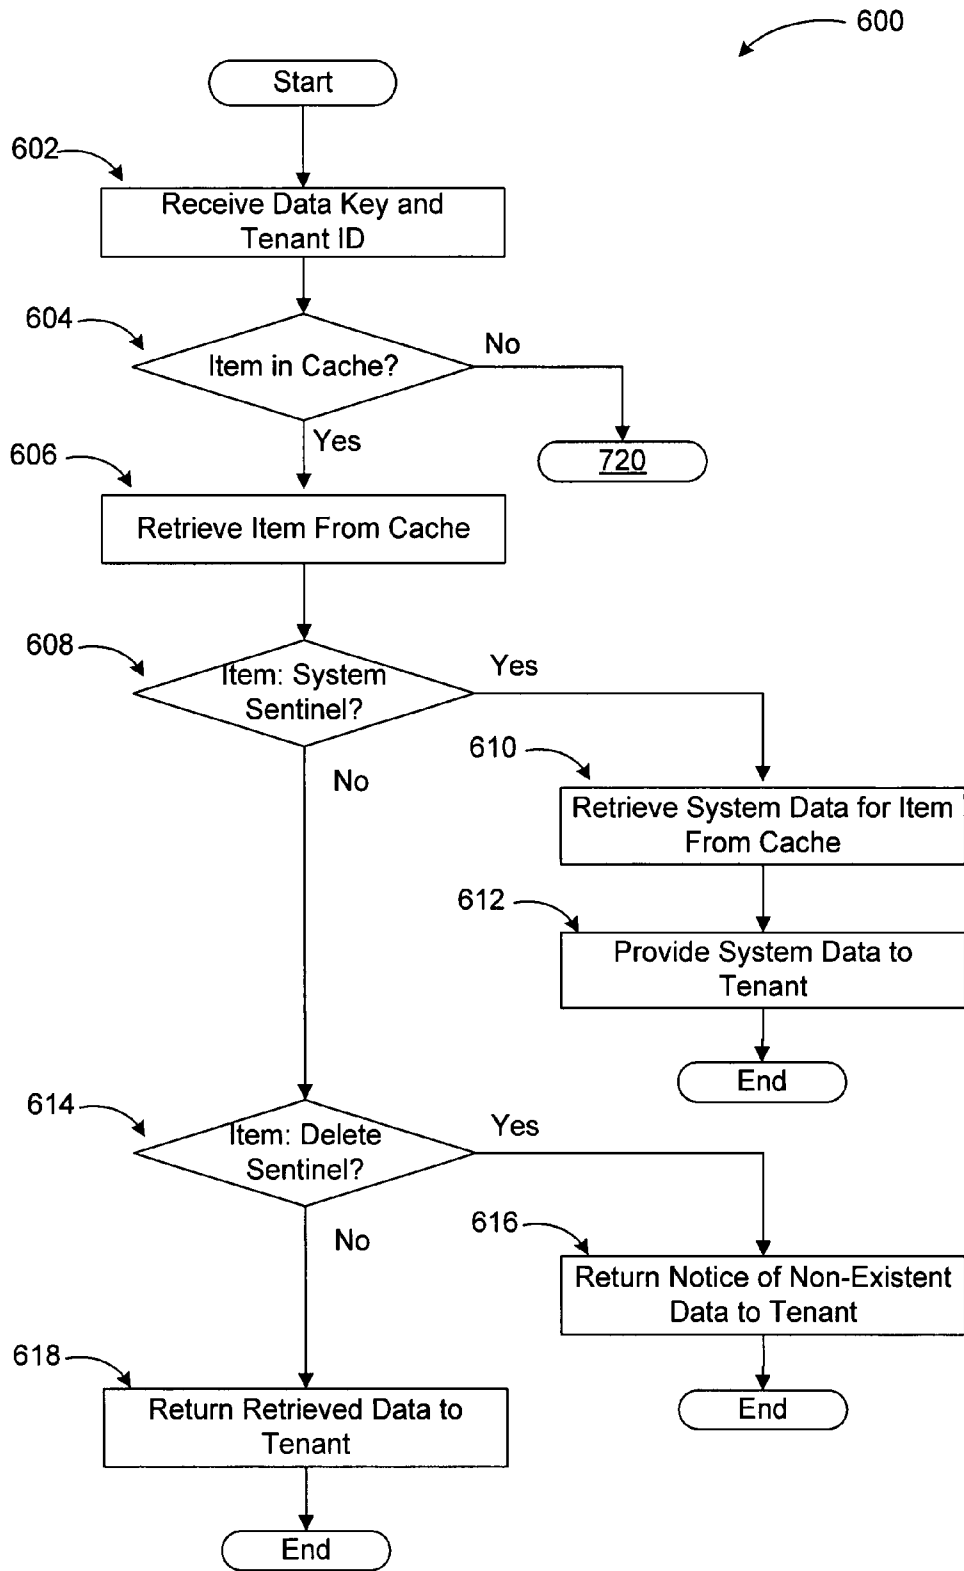 600
Start
602
Receive Data Key and
Tenant ID
604
Item in Cache?
No
Yes
720
606
Retrieve Item From Cache
608
Item: System
Sentinel?
Yes
No
610
Retrieve System Data for Item
From Cache
612
Provide System Data to
Tenant
End
614
Item: Delete
Sentinel?
Yes
No
616
Return Notice of Non-Existent
Data to Tenant
End
618
Return Retrieved Data to
Tenant
End